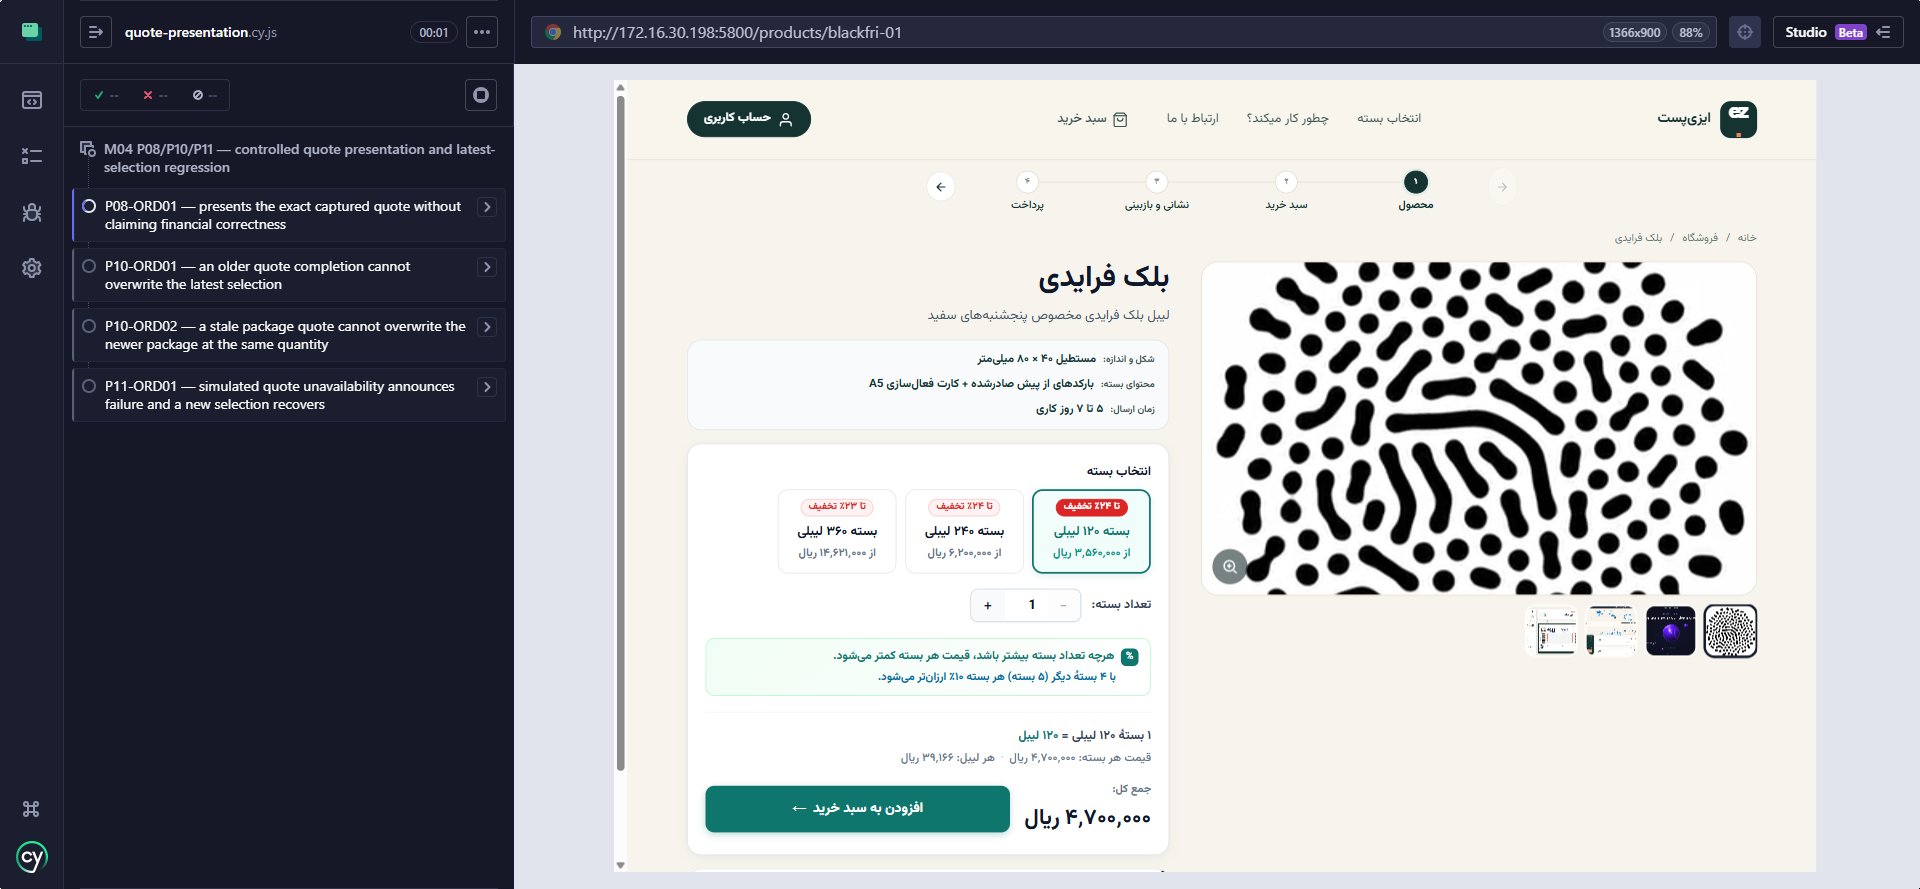 quote-presentation.cy.js
00:01
--
--
--
M04 P08/P10/P11 — controlled quote presentation and latest-
selection regression
P08-ORD01 — presents the exact captured quote without
claiming financial correctness
P10-ORD01 — an older quote completion cannot
overwrite the latest selection
P10-ORD02 — a stale package quote cannot overwrite the
newer package at the same quantity
P11-ORD01 — simulated quote unavailability announces
failure and a new selection recovers
cy
http://172.16.30.198:5800/products/blackfri-01
1366x900
88%
Studio
Beta
ez
ایزی‌پست
انتخاب بسته
چطور کار میکند؟
ارتباط با ما
سبد خرید
حساب کاربری
۱
۲
۳
۴
محصول
سبد خرید
نشانی و بازبینی
پرداخت
خانه / فروشگاه / بلک فرایدی
بلک فرایدی
لیبل بلک فرایدی مخصوص پنجشنبه‌های سفید
شکل و اندازه: مستطیل ۴۰ × ۸۰ میلی‌متر
محتوای بسته: بارکدهای از پیش صادرشده + کارت فعال‌سازی A5
زمان ارسال: ۵ تا ۷ روز کاری
انتخاب بسته
تا ۲۴٪ تخفیف
بسته ۱۲۰ لیبلی
از ۳,۵۶۰,۰۰۰ ریال
تا ۲۴٪ تخفیف
بسته ۲۴۰ لیبلی
از ۶,۲۰۰,۰۰۰ ریال
تا ۲۳٪ تخفیف
بسته ۳۶۰ لیبلی
از ۱۴,۶۲۱,۰۰۰ ریال
تعداد بسته:
−
1
+
%
هرچه تعداد بسته بیشتر باشد، قیمت هر بسته کمتر می‌شود.
با ۴ بستهٔ دیگر (۵ بسته) هر بسته ۱۰٪ ارزان‌تر می‌شود.
۱ بستهٔ ۱۲۰ لیبلی = ۱۲۰ لیبل
قیمت هر بسته: ۴,۷۰۰,۰۰۰ ریال · هر لیبل: ۳۹,۱۶۶ ریال
جمع کل:
۴,۷۰۰,۰۰۰ ریال
افزودن به سبد خرید ←